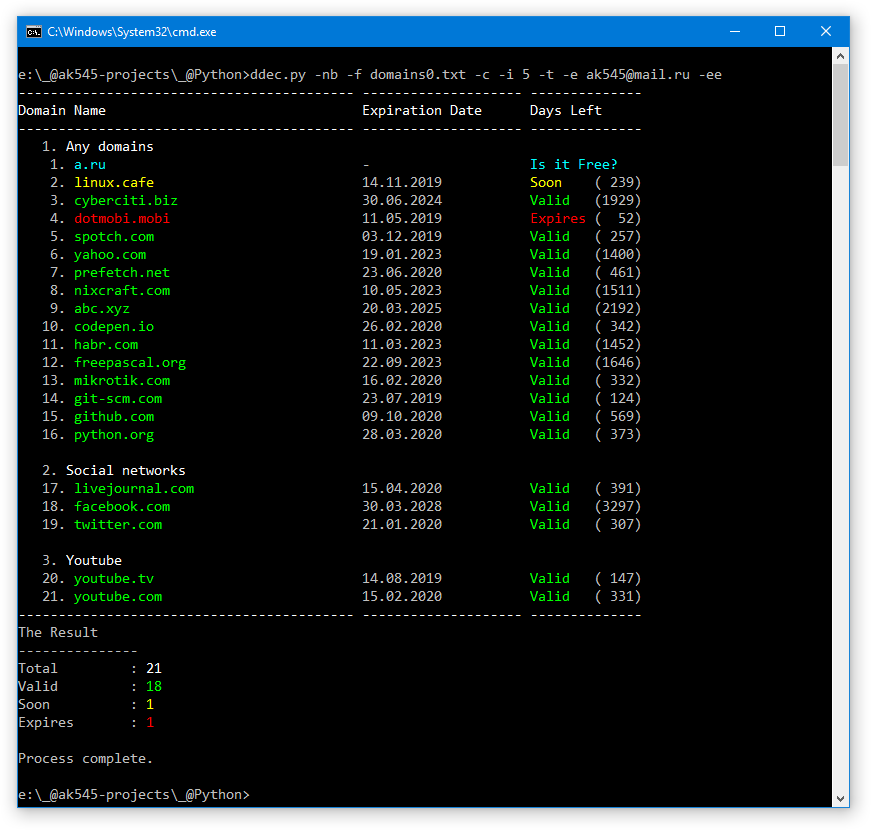 C:\Windows\System32\cmd.exe
e:\_@ak545-projects\_@Python>ddec.py -nb -f domains0.txt -c -i 5 -t -e ak545@mail.ru -ee
------------------------------------------ -------------------- --------------
Domain Name                                Expiration Date      Days Left
------------------------------------------ -------------------- --------------
   1. Any domains
    1. a.ru                                -                    Is it Free?
    2. linux.cafe                          14.11.2019           Soon    ( 239)
    3. cyberciti.biz                       30.06.2024           Valid   (1929)
    4. dotmobi.mobi                        11.05.2019           Expires (  52)
    5. spotch.com                          03.12.2019           Valid   ( 257)
    6. yahoo.com                           19.01.2023           Valid   (1400)
    7. prefetch.net                        23.06.2020           Valid   ( 461)
    8. nixcraft.com                        10.05.2023           Valid   (1511)
    9. abc.xyz                             20.03.2025           Valid   (2192)
   10. codepen.io                          26.02.2020           Valid   ( 342)
   11. habr.com                            11.03.2023           Valid   (1452)
   12. freepascal.org                      22.09.2023           Valid   (1646)
   13. mikrotik.com                        16.02.2020           Valid   ( 332)
   14. git-scm.com                         23.07.2019           Valid   ( 124)
   15. github.com                          09.10.2020           Valid   ( 569)
   16. python.org                          28.03.2020           Valid   ( 373)
   2. Social networks
   17. livejournal.com                     15.04.2020           Valid   ( 391)
   18. facebook.com                        30.03.2028           Valid   (3297)
   19. twitter.com                         21.01.2020           Valid   ( 307)
   3. Youtube
   20. youtube.tv                          14.08.2019           Valid   ( 147)
   21. youtube.com                         15.02.2020           Valid   ( 331)
------------------------------------------ -------------------- --------------
The Result
---------------
Total         : 21
Valid         : 18
Soon          : 1
Expires       : 1
Process complete.
e:\_@ak545-projects\_@Python>